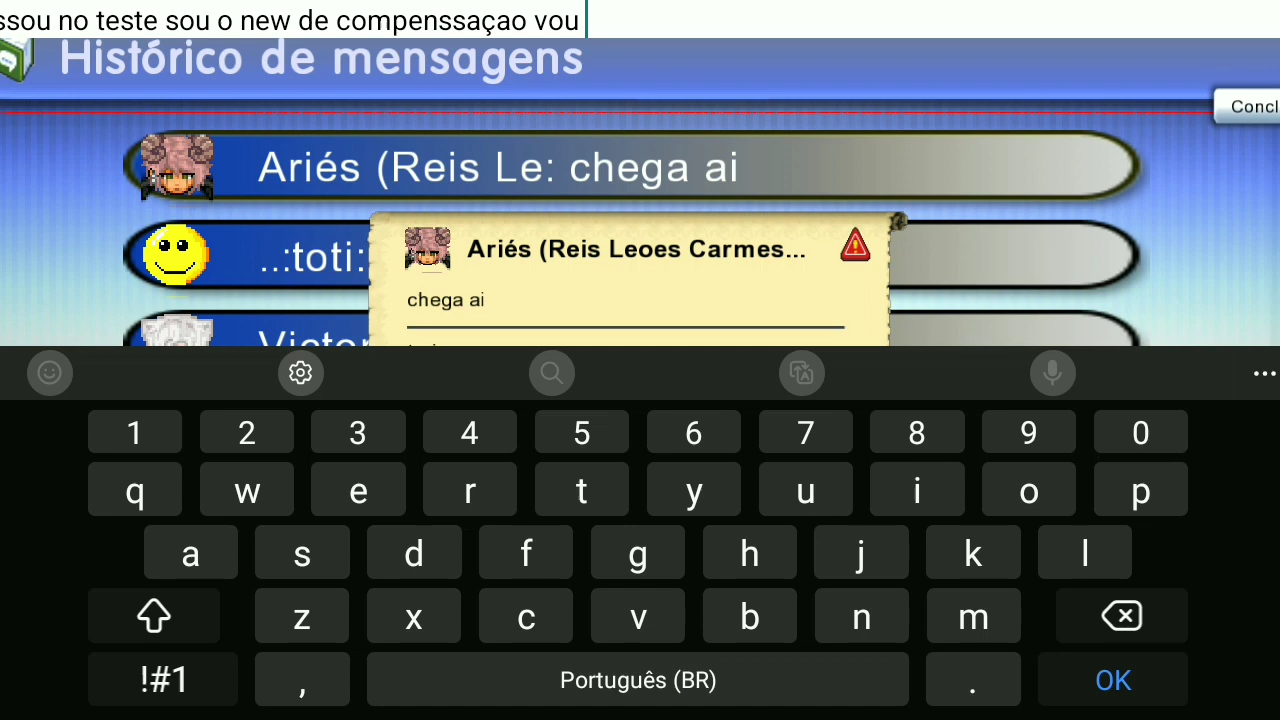 ssou no teste sou o new de compenssaçao vou
Histórico de mensagens
Concl
Ariés (Reis Le: chega ai
..:toti:
Ariés (Reis Leoes Carmes...
chega ai
Victor
1 2 3 4 5 6 7 8 9 0
q w e r t y u i o p
a s d f g h j k l
z x c v b n m
!#1 , Português (BR) . OK